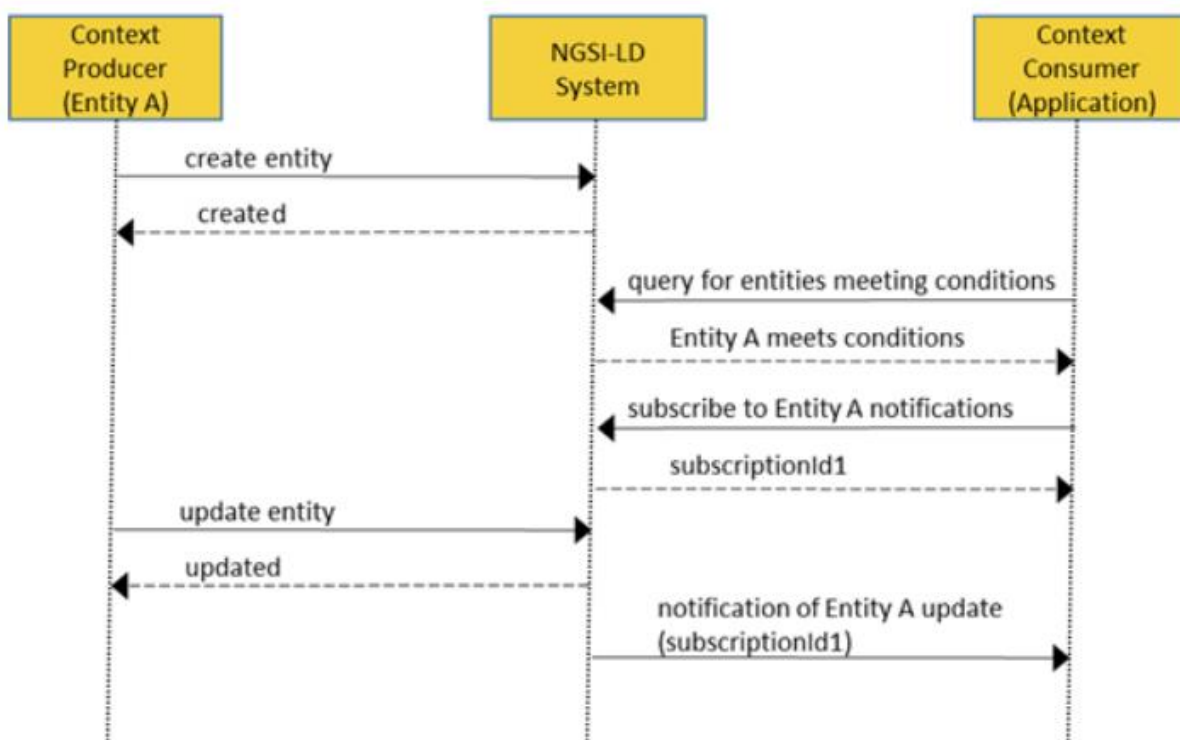 Context
Producer
(Entity A)
NGSI-LD
System
Context
Consumer
(Application)
create entity
created
query for entities meeting conditions
Entity A meets conditions
subscribe to Entity A notifications
subscriptionId1
update entity
updated
notification of Entity A update
(subscriptionId1)